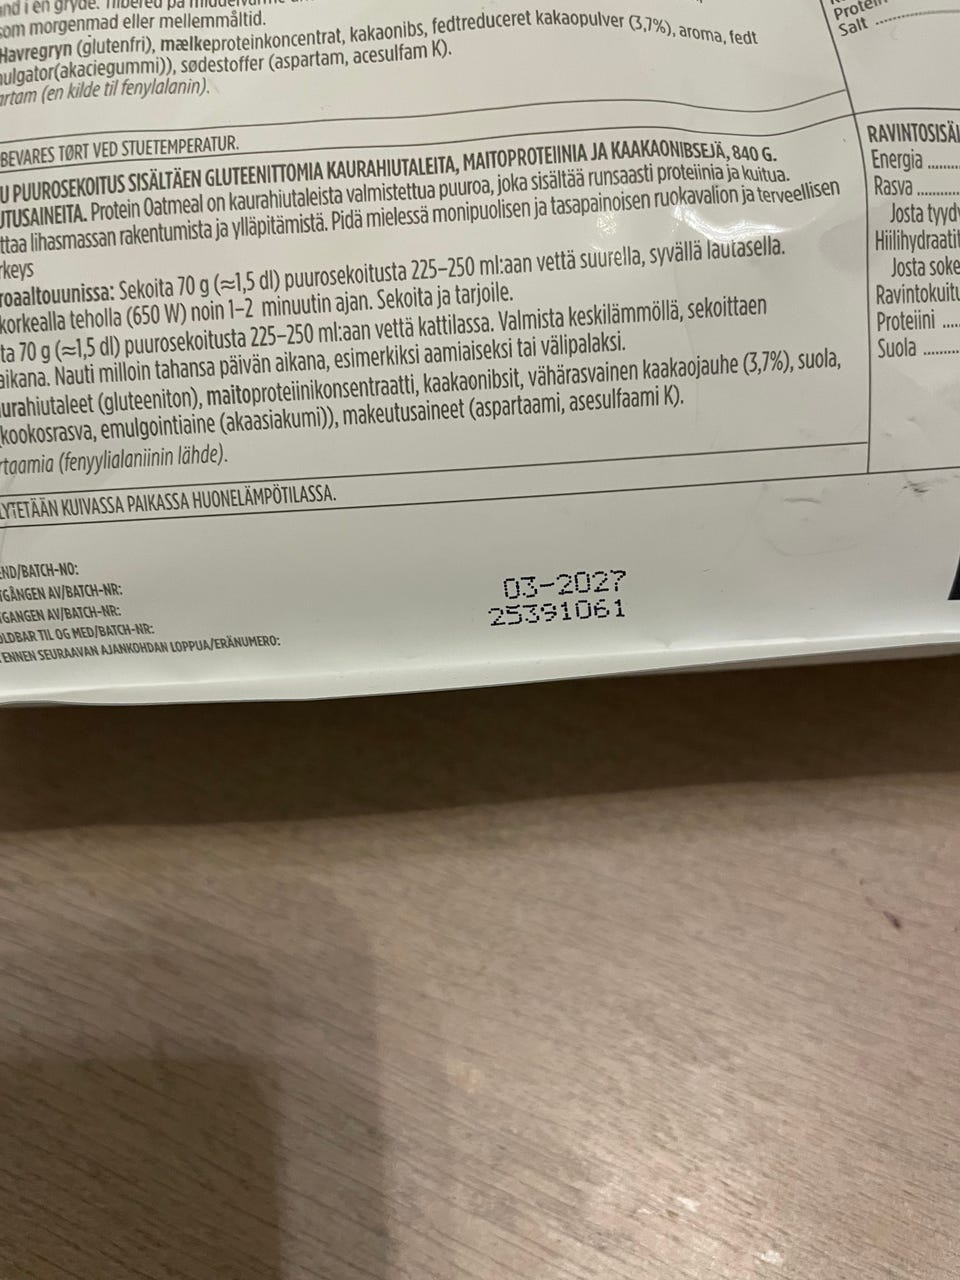 som morgenmad eller mellemmåltid.
Havregryn (glutenfri), mælkeproteinkoncentrat, kakaonibs, fedtreduceret kakaopulver (3,7%), aroma, fedt
ulgator(akaciegummi)), sødestoffer (aspartam, acesulfam K).
artam (en kilde til fenylalanin).
Protein
Salt
BEVARES TØRT VED STUETEMPERATUR.
U PUUROSEKOITUS SISÄLTÄEN GLUTEENITTOMIA KAURAHIUTALEITA, MAITOPROTEIINIA JA KAAKAONIBSEJÄ, 840 G.
UTUSAINEITA. Protein Oatmeal on kaurahiutaleista valmistettua puuroa, joka sisältää runsaasti proteiinia ja kuitua.
ttaa lihasmassan rakentumista ja ylläpitämistä. Pidä mielessä monipuolisen ja tasapainoisen ruokavalion ja terveellisen
rkeys
roaaltouunissa: Sekoita 70 g (≈1,5 dl) puurosekoitusta 225–250 ml:aan vettä suurella, syvällä lautasella.
korkealla teholla (650 W) noin 1–2 minuutin ajan. Sekoita ja tarjoile.
ta 70 g (≈1,5 dl) puurosekoitusta 225–250 ml:aan vettä kattilassa. Valmista keskilämmöllä, sekoittaen
aikana. Nauti milloin tahansa päivän aikana, esimerkiksi aamiaiseksi tai välipalaksi.
urahiutaleet (gluteeniton), maitoproteiinikonsentraatti, kaakaonibsit, vähärasvainen kaakaojauhe (3,7%), suola,
kookosrasva, emulgointiaine (akaasiakumi)), makeutusaineet (aspartaami, asesulfaami K).
rtaamia (fenyylialaniinin lähde).
LYTETÄÄN KUIVASSA PAIKASSA HUONELÄMPÖTILASSA.
RAVINTOSISÄL
Energia
Rasva
Josta tyyd
Hiilihydraatit
Josta soke
Ravintokuitu
Proteiini
Suola
END/BATCH-NO:
TGÅNGEN AV/BATCH-NR:
TGANGEN AV/BATCH-NR:
OLDBAR TIL OG MED/BATCH-NR:
ENNEN SEURAAVAN AJANKOHDAN LOPPUA/ERÄNUMERO:
03-2027
25391061